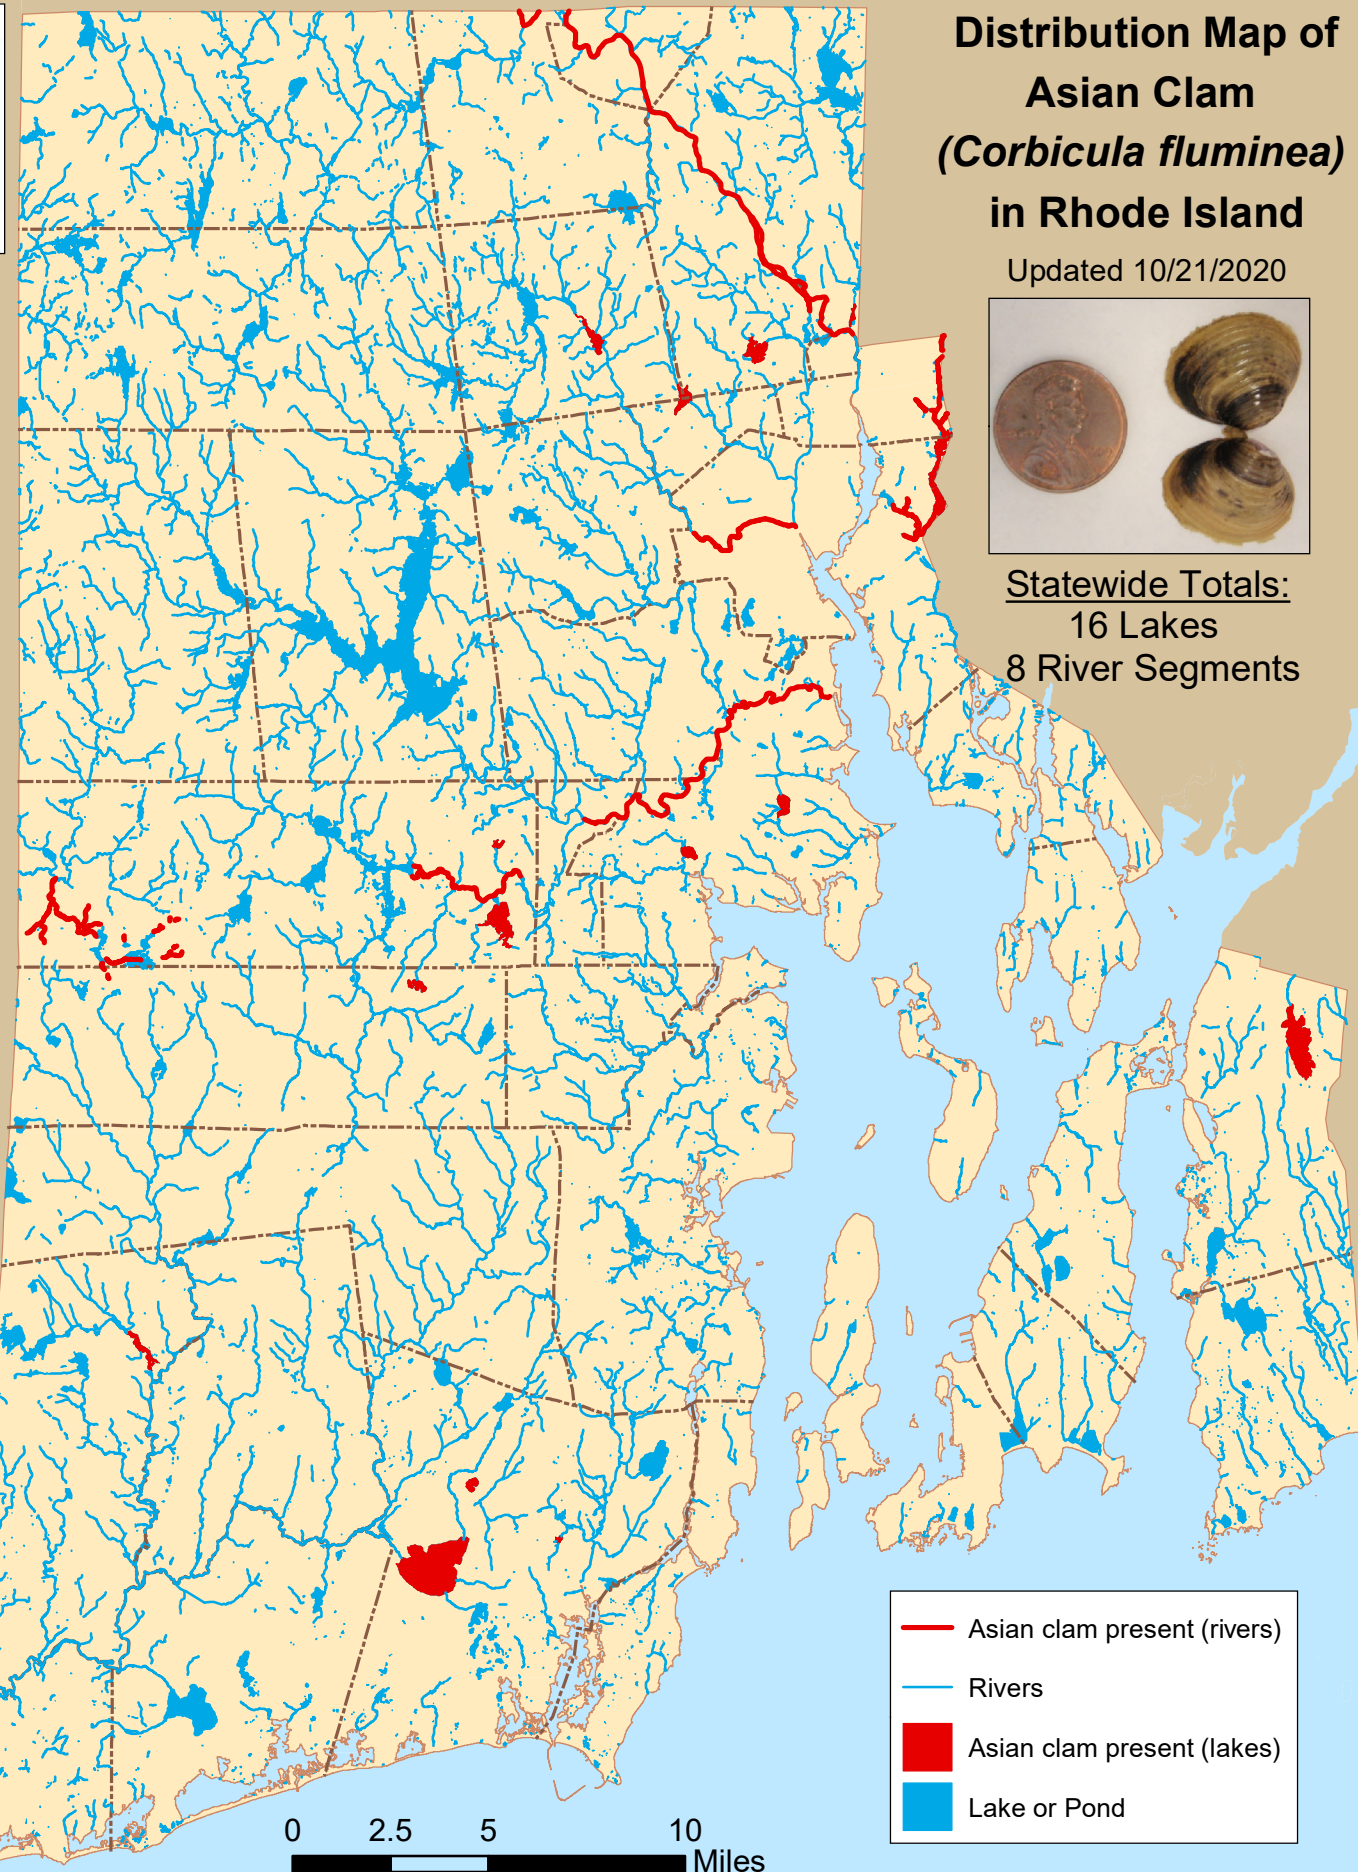 Distribution Map of
Asian Clam
(Corbicula fluminea)
in Rhode Island
Updated 10/21/2020
Statewide Totals:
16 Lakes
8 River Segments
Asian clam present (rivers)
Rivers
Asian clam present (lakes)
Lake or Pond
0 2.5 5 10
Miles